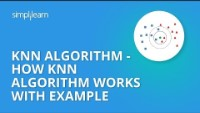 simplilearn
KNN ALGORITHM -
HOW KNN
ALGORITHM WORKS
WITH EXAMPLE